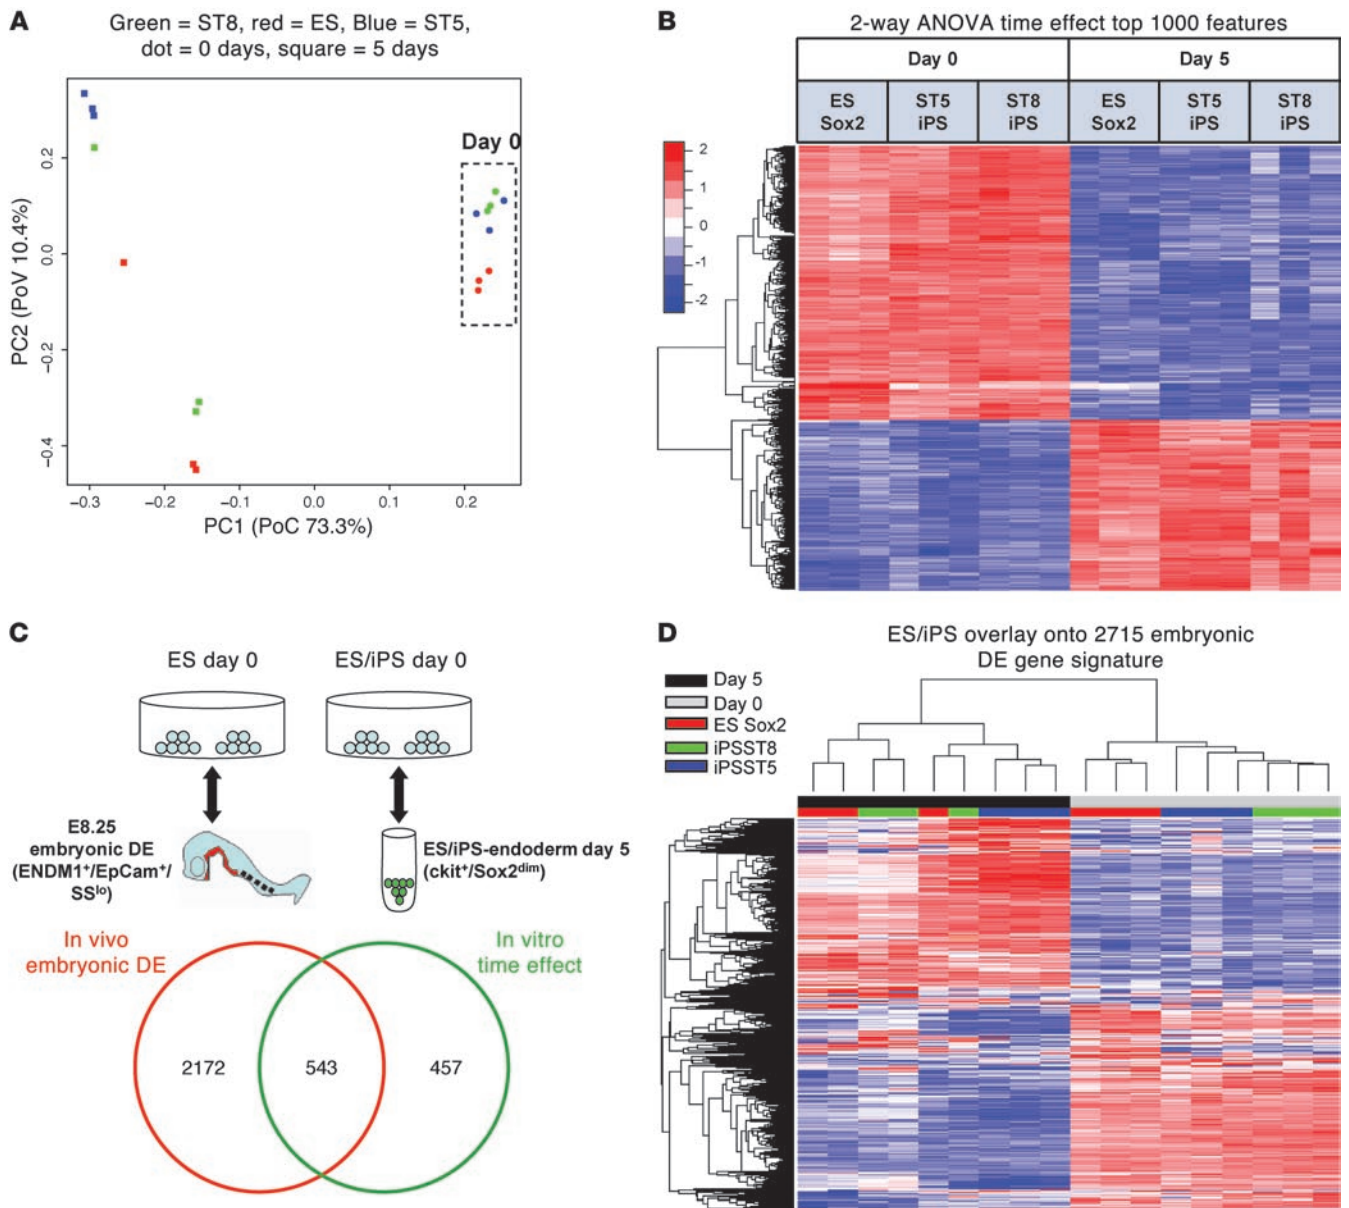 A
Green = ST8, red = ES, Blue = ST5,
dot = 0 days, square = 5 days
Day 0
0.2
0.0
−0.2
−0.4
PC2 (PoV 10.4%)
−0.3
−0.2
−0.1
0.0
0.1
0.2
PC1 (PoC 73.3%)
B
2-way ANOVA time effect top 1000 features
Day 0
Day 5
ES
Sox2
ST5
iPS
ST8
iPS
ES
Sox2
ST5
iPS
ST8
iPS
2
1
0
-1
-2
C
ES day 0
ES/iPS day 0
E8.25
embryonic DE
(ENDM1+/EpCam+/
SSlo)
ES/iPS-endoderm day 5
(ckit+/Sox2dim)
In vivo
embryonic DE
In vitro
time effect
2172
543
457
D
ES/iPS overlay onto 2715 embryonic
DE gene signature
Day 5
Day 0
ES Sox2
iPSST8
iPSST5